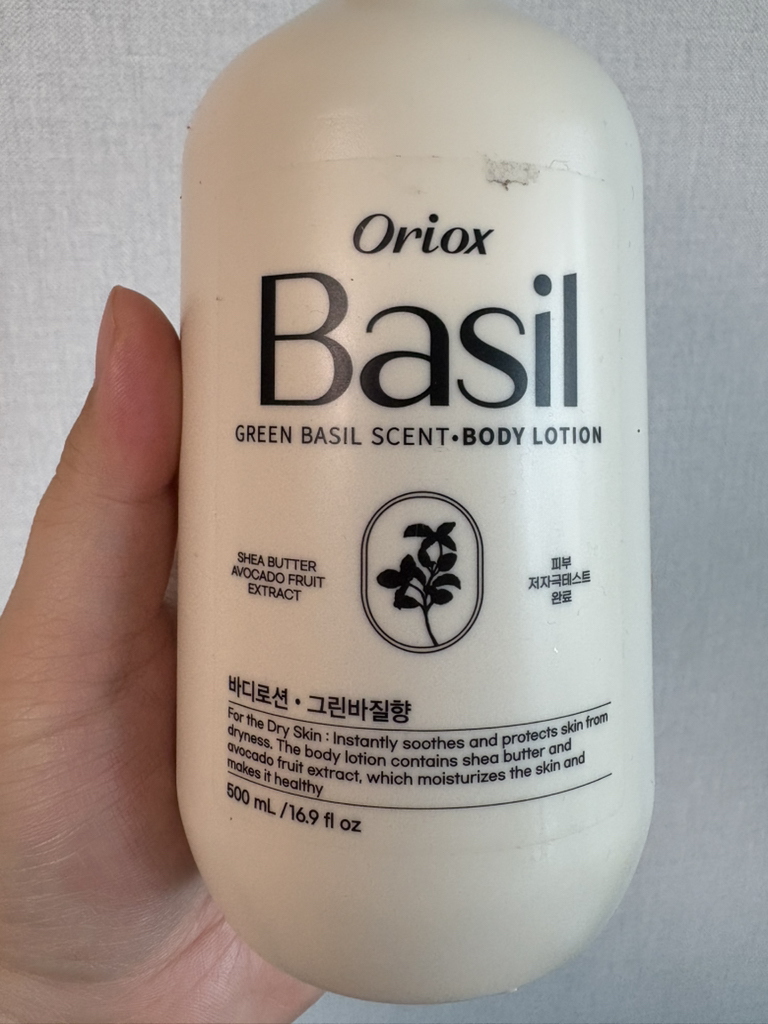 Oriox
Basil
GREEN BASIL SCENT•BODY LOTION
SHEA BUTTER
AVOCADO FRUIT
EXTRACT
피부
저자극테스트
완료
바디로션 • 그린바질향
For the Dry Skin : Instantly soothes and protects skin from
dryness. The body lotion contains shea butter and
avocado fruit extract, which moisturizes the skin and
makes it healthy
500 mL /16.9 fl oz